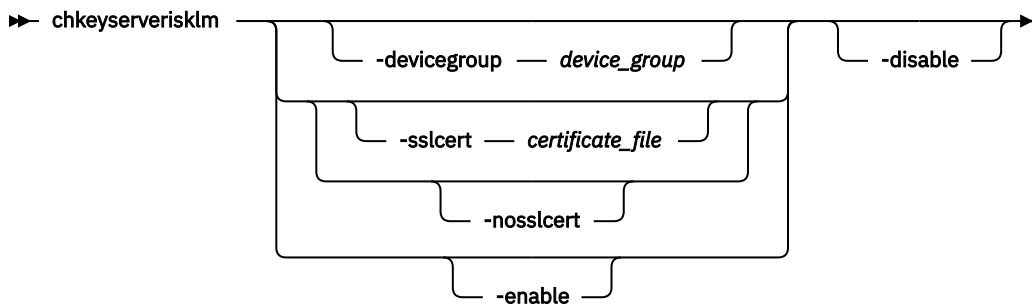 chkeyserverisklm
-devicegroup device_group
-disable
-sslcert certificate_file
-nosslcert
-enable